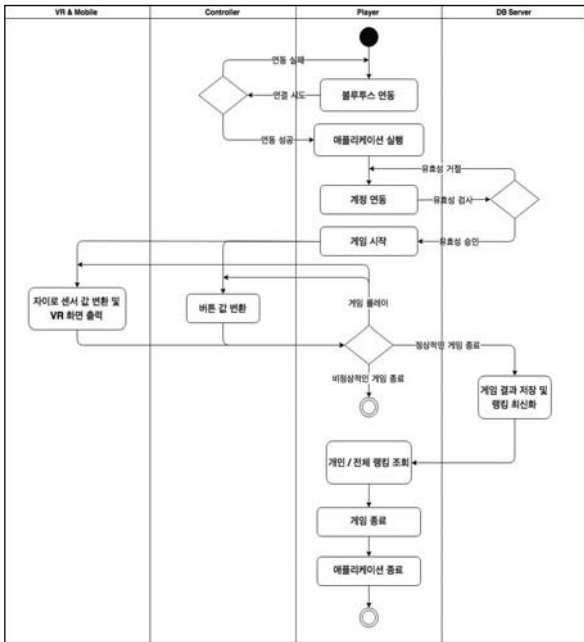 VR & Mobile
Controller
Player
DB Server
연동 실패
연결 시도
블루투스 연동
연동 성공
애플리케이션 실행
유효성 거절
계정 연동
유효성 검사
게임 시작
유효성 승인
자이로 센서 값 변환 및
VR 화면 출력
버튼 값 변환
게임 플레이
정상적인 게임 종료
비정상적인 게임 종료
게임 결과 저장 및
랭킹 최신화
개인 / 전체 랭킹 조회
게임 종료
애플리케이션 종료